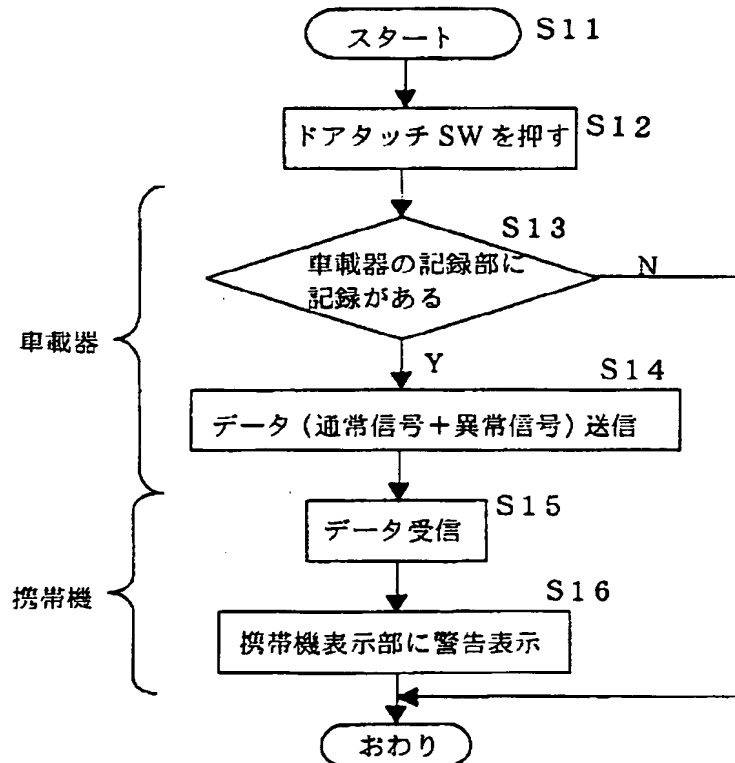 スタート
S11
ドアタッチSWを押す
S12
S13
車載器の記録部に
記録がある
N
Y
車載器
S14
データ(通常信号+異常信号)送信
S15
データ受信
携帯機
S16
携帯機表示部に警告表示
おわり